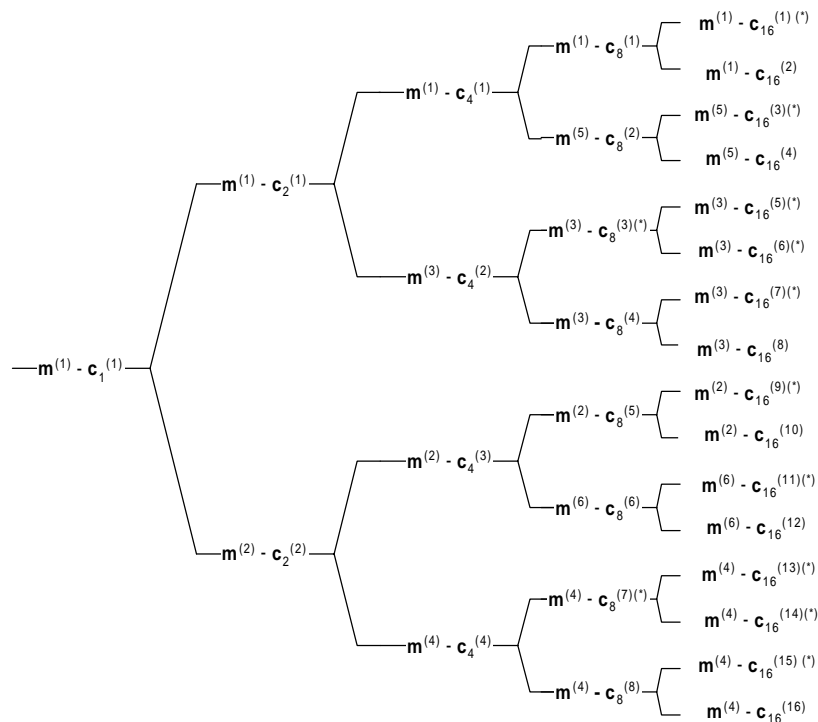 m(1) - c16(1) (*)
m(1) - c8(1)
m(1) - c16(2)
m(1) - c4(1)
m(5) - c16(3)(*)
m(5) - c8(2)
m(5) - c16(4)
m(1) - c2(1)
m(3) - c16(5)(*)
m(3) - c8(3)(*)
m(3) - c16(6)(*)
m(3) - c4(2)
m(3) - c16(7)(*)
m(3) - c8(4)
m(3) - c16(8)
m(1) - c1(1)
m(2) - c16(9)(*)
m(2) - c8(5)
m(2) - c16(10)
m(2) - c4(3)
m(6) - c16(11)(*)
m(6) - c8(6)
m(6) - c16(12)
m(2) - c2(2)
m(4) - c16(13)(*)
m(4) - c8(7)(*)
m(4) - c16(14)(*)
m(4) - c4(4)
m(4) - c16(15) (*)
m(4) - c8(8)
m(4) - c16(16)